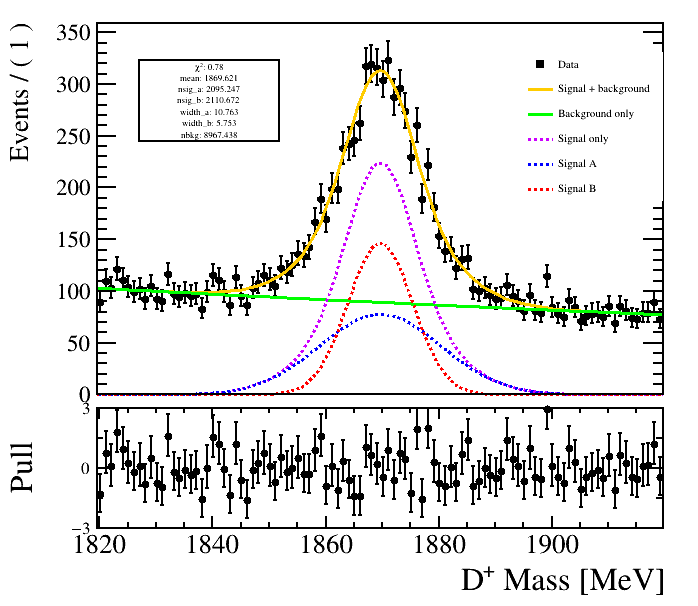 Events / ( 1 )
350
300
250
200
150
100
50
0
χ²: 0.78
mean: 1869.621
nsig_a: 2095.247
nsig_b: 2110.672
width_a: 10.763
width_b: 5.753
nbkg: 8967.438
Data
Signal + background
Background only
Signal only
Signal A
Signal B
Pull
3
0
−3
1820 1840 1860 1880 1900
D⁺ Mass [MeV]